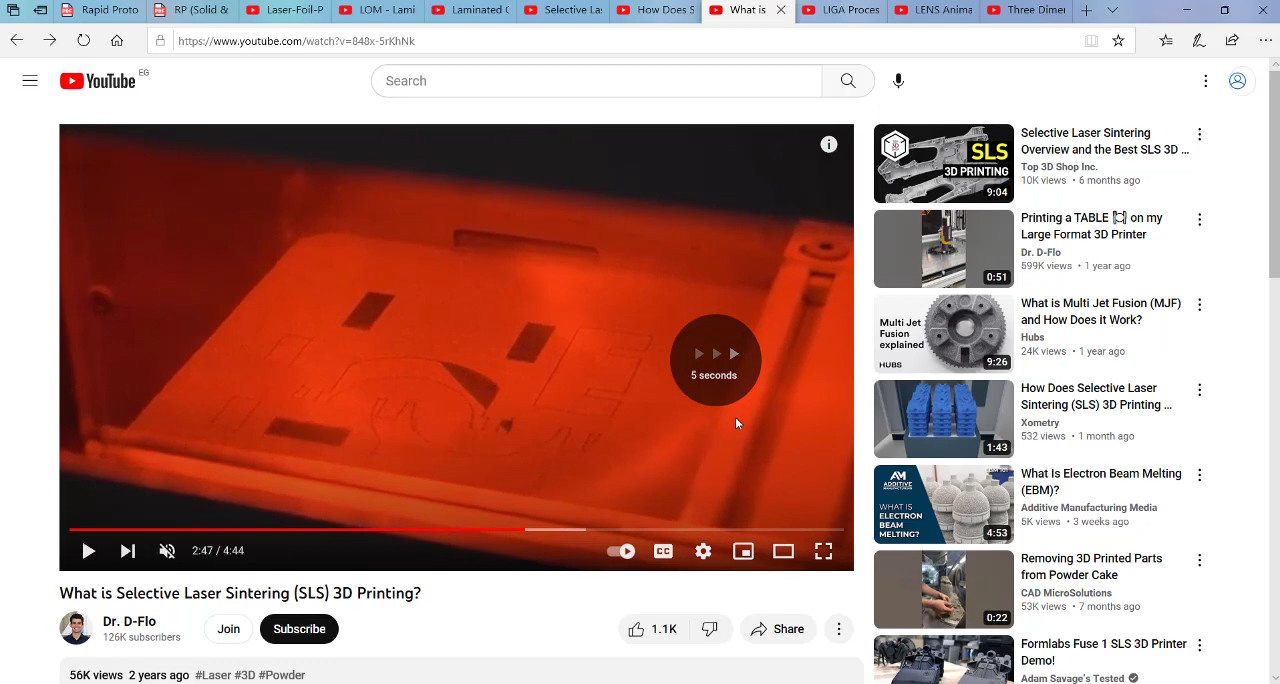 Rapid Proto
RP (Solid &
Laser-Foil-P
LOM - Lami
Laminated O
Selective La
How Does S
What is
LIGA Proces
LENS Anima
Three Dime
https://www.youtube.com/watch?v=848x-5rKhNk
YouTube EG
Search
5 seconds
2:47 / 4:44
CC
What is Selective Laser Sintering (SLS) 3D Printing?
Dr. D-Flo
126K subscribers
Join
Subscribe
1.1K
Share
56K views 2 years ago #Laser #3D #Powder
SLS
3D PRINTING
9:04
Selective Laser Sintering
Overview and the Best SLS 3D ...
Top 3D Shop Inc.
10K views • 6 months ago
0:51
Printing a TABLE on my
Large Format 3D Printer
Dr. D-Flo
599K views • 1 year ago
Multi Jet
Fusion
explained
HUBS
9:26
What is Multi Jet Fusion (MJF)
and How Does it Work?
Hubs
24K views • 1 year ago
1:43
How Does Selective Laser
Sintering (SLS) 3D Printing ...
Xometry
532 views • 1 month ago
AM
ADDITIVE
MANUFACTURING
WHAT IS
ELECTRON
BEAM
MELTING?
4:53
What Is Electron Beam Melting
(EBM)?
Additive Manufacturing Media
5K views • 3 weeks ago
0:22
Removing 3D Printed Parts
from Powder Cake
CAD MicroSolutions
53K views • 7 months ago
Formlabs Fuse 1 SLS 3D Printer
Demo!
Adam Savage's Tested